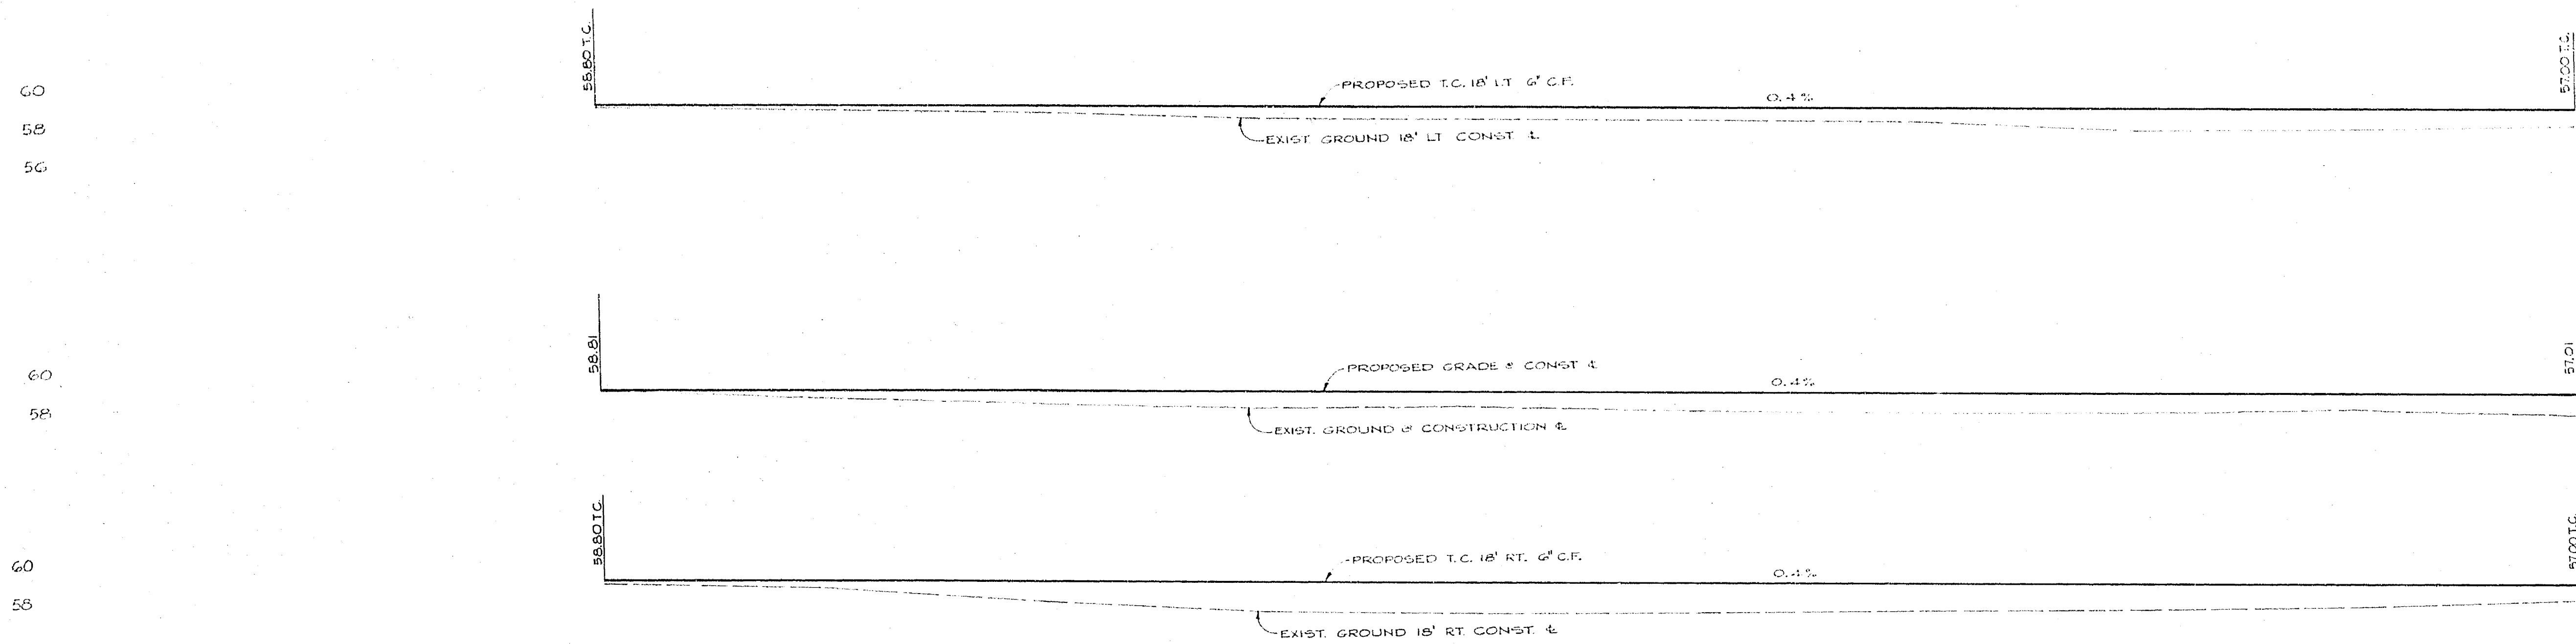 58.80 T.C.
57.00 T.C.
60
PROPOSED T.C. 18' LT 6" C.F.
0.4%
58
EXIST. GROUND 18' LT CONST. ℄
56
58.81
57.01
60
PROPOSED GRADE @ CONST ℄
0.4%
58
EXIST. GROUND @ CONSTRUCTION ℄
58.80 T.C.
57.00 T.C.
60
PROPOSED T.C. 18' RT. 6" C.F.
0.4%
58
EXIST. GROUND 18' RT. CONST. ℄